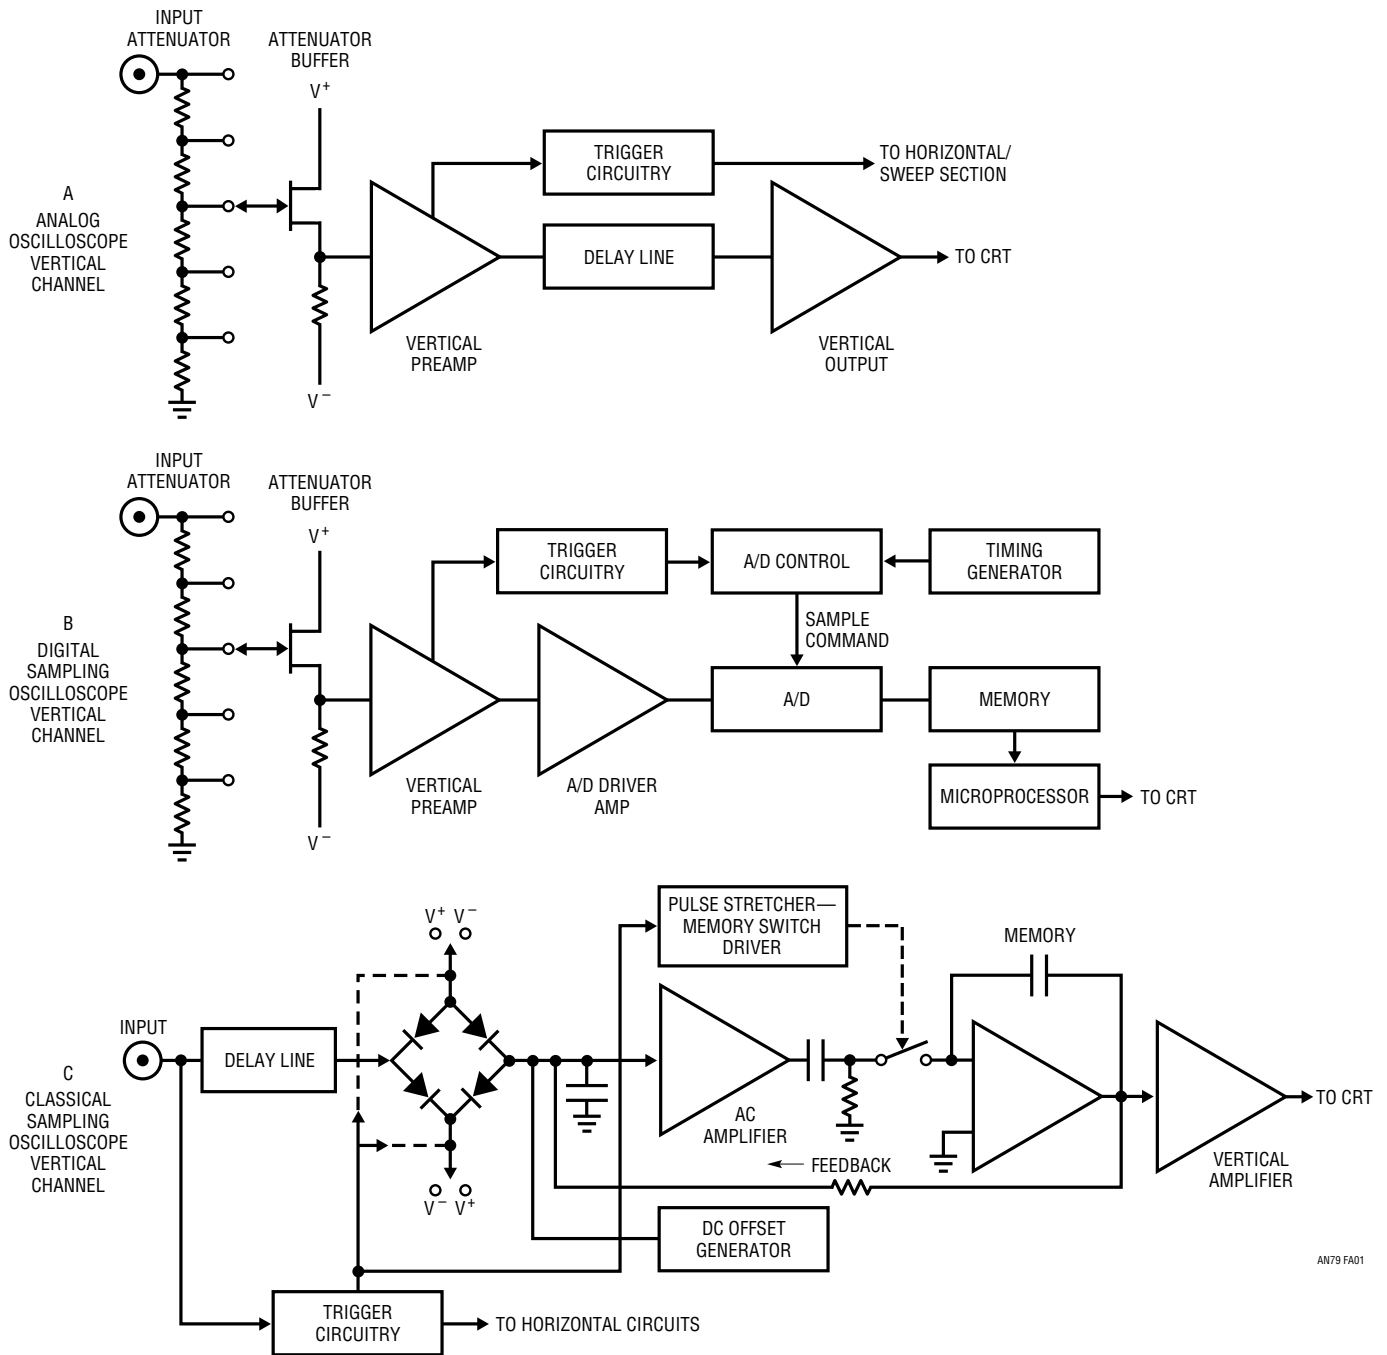 INPUT
ATTENUATOR
ATTENUATOR
BUFFER
V+
TRIGGER
CIRCUITRY
TO HORIZONTAL/
SWEEP SECTION
A
ANALOG
OSCILLOSCOPE
VERTICAL
CHANNEL
DELAY LINE
TO CRT
VERTICAL
PREAMP
VERTICAL
OUTPUT
V–
INPUT
ATTENUATOR
ATTENUATOR
BUFFER
V+
TRIGGER
CIRCUITRY
A/D CONTROL
TIMING
GENERATOR
SAMPLE
COMMAND
B
DIGITAL
SAMPLING
OSCILLOSCOPE
VERTICAL
CHANNEL
A/D
MEMORY
VERTICAL
PREAMP
A/D DRIVER
AMP
MICROPROCESSOR
TO CRT
V–
PULSE STRETCHER—
MEMORY SWITCH
DRIVER
V+ V–
MEMORY
INPUT
DELAY LINE
C
CLASSICAL
SAMPLING
OSCILLOSCOPE
VERTICAL
CHANNEL
AC
AMPLIFIER
TO CRT
FEEDBACK
VERTICAL
AMPLIFIER
V– V+
DC OFFSET
GENERATOR
AN79 FA01
TRIGGER
CIRCUITRY
TO HORIZONTAL CIRCUITS